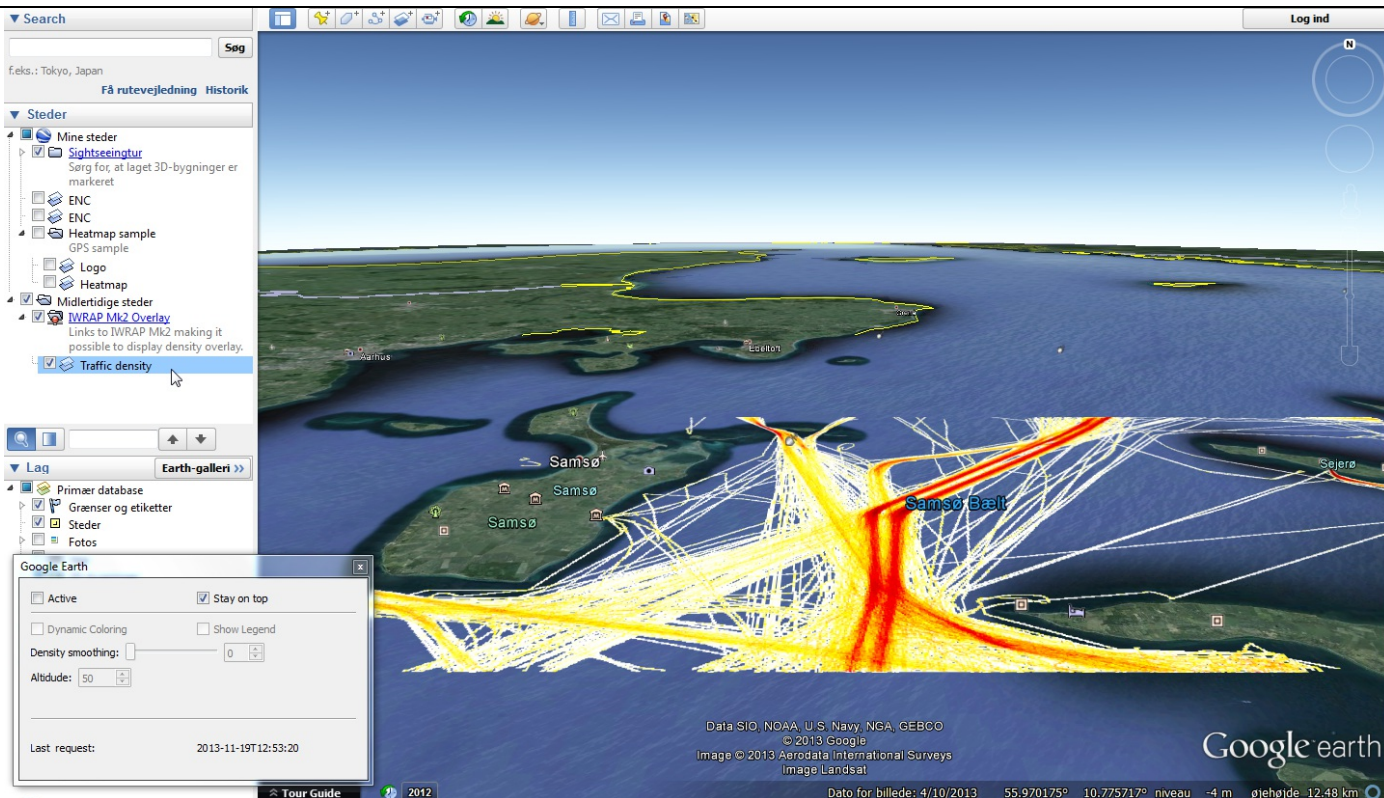 Search
Log ind
N
Søg
f.eks.: Tokyo, Japan
Få rutevejledning Historik
Steder
Mine steder
Sightseeingtur
Sørg for, at laget 3D-bygninger er
markeret
ENC
ENC
Heatmap sample
GPS sample
Logo
Heatmap
Midlertidige steder
IWRAP Mk2 Overlay
Links to IWRAP Mk2 making it
possible to display density overlay.
Traffic density
Lag
Earth-galleri >>
Primær database
Grænser og etiketter
Steder
Fotos
Google Earth
x
Active
Stay on top
Dynamic Coloring
Show Legend
Density smoothing:
0
Altidude:
50
Last request:
2013-11-19T12:53:20
Aarhus
Ebeltoft
Samsø
Samsø
Samsø
Samsø Bælt
Sejerø
Data SIO, NOAA, U.S. Navy, NGA, GEBCO
© 2013 Google
Image © 2013 Aerodata International Surveys
Image Landsat
Google earth
Tour Guide
2012
Dato for billede: 4/10/2013 55.970175° 10.775717° niveau -4 m øjehøjde 12.48 km